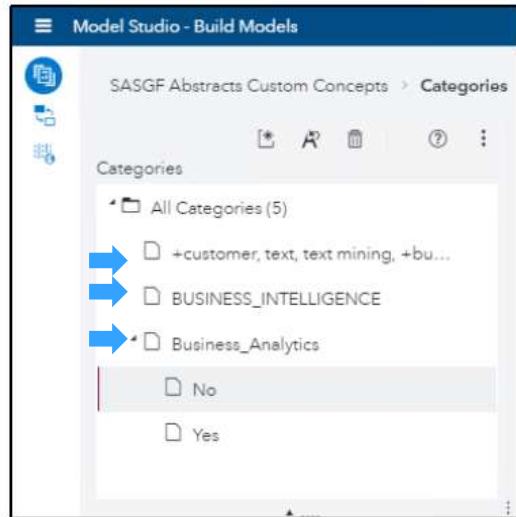 Model Studio - Build Models
SASGF Abstracts Custom Concepts > Categories
Categories
All Categories (5)
+customer, text, text mining, +bu...
BUSINESS_INTELLIGENCE
Business_Analytics
No
Yes